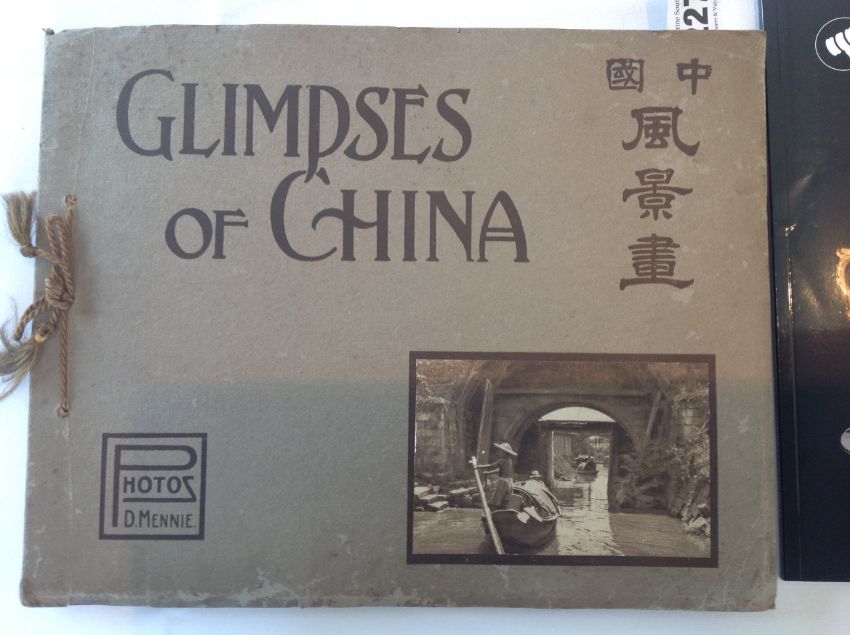 GLIMPSES
OF CHINA
中國
風
景
畫
PHOTOS
D. MENNIE.